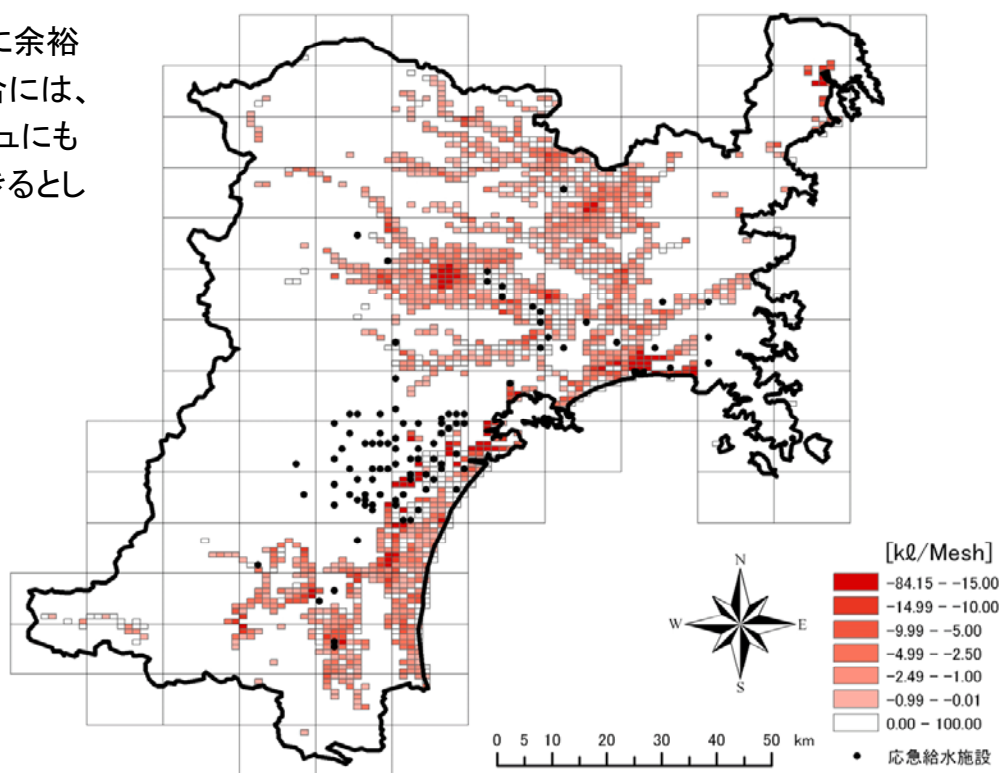 に余裕
合には、
ュにも
きるとし
N
W
E
S
[kℓ/Mesh]
-84.15 - -15.00
-14.99 - -10.00
-9.99 - -5.00
-4.99 - -2.50
-2.49 - -1.00
-0.99 - -0.01
0.00 - 100.00
応急給水施設
0 5 10 20 30 40 50 km